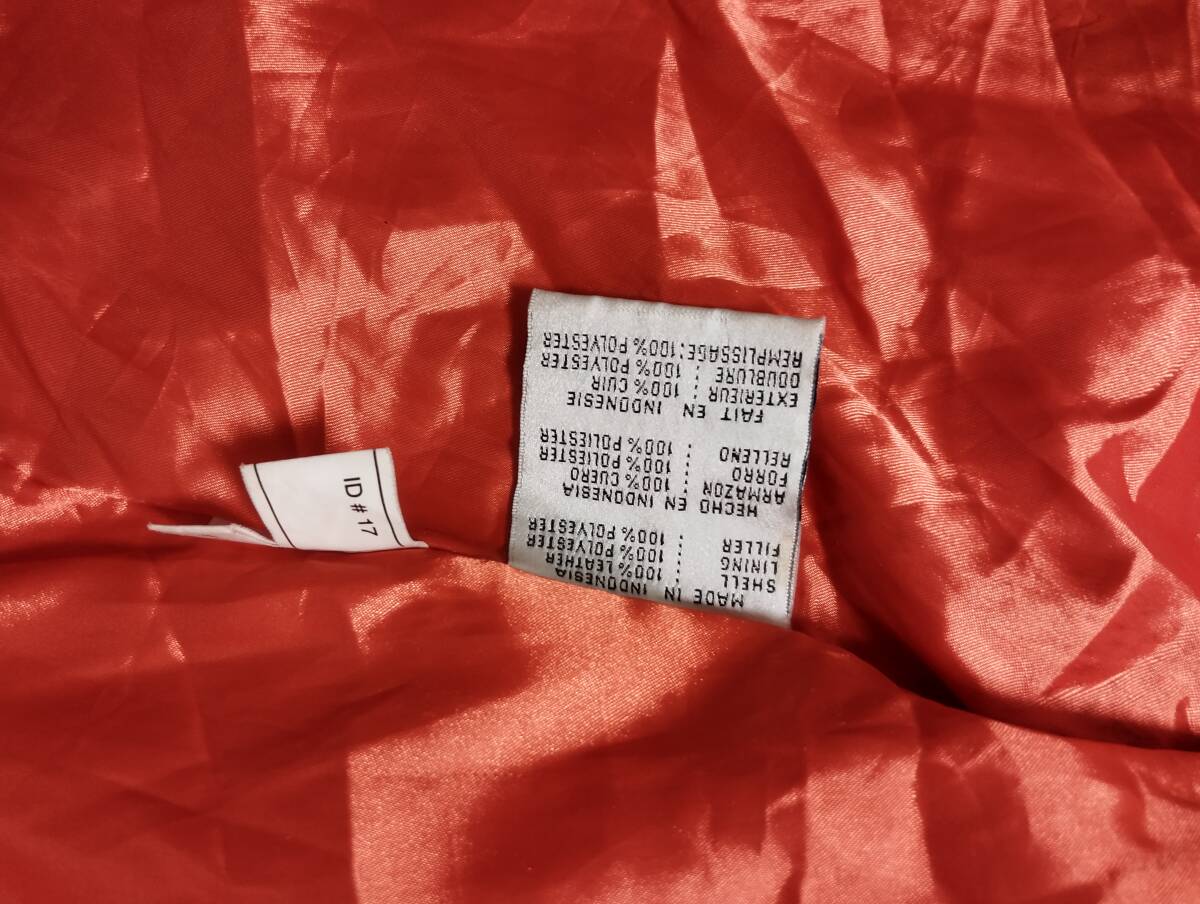 MADE IN INDONESIA
SHELL : 100% LEATHER
LINING : 100% POLYESTER
FILLER : 100% POLYESTER
HECHO EN INDONESIA
ARMAZON : 100% CUERO
FORRO : 100% POLIESTER
RELLENO : 100% POLIESTER
FAIT EN INDONESIE
EXTERIEUR : 100% CUIR
DOUBLURE : 100% POLYESTER
REMPLISSAGE: 100% POLYESTER
ID # 17